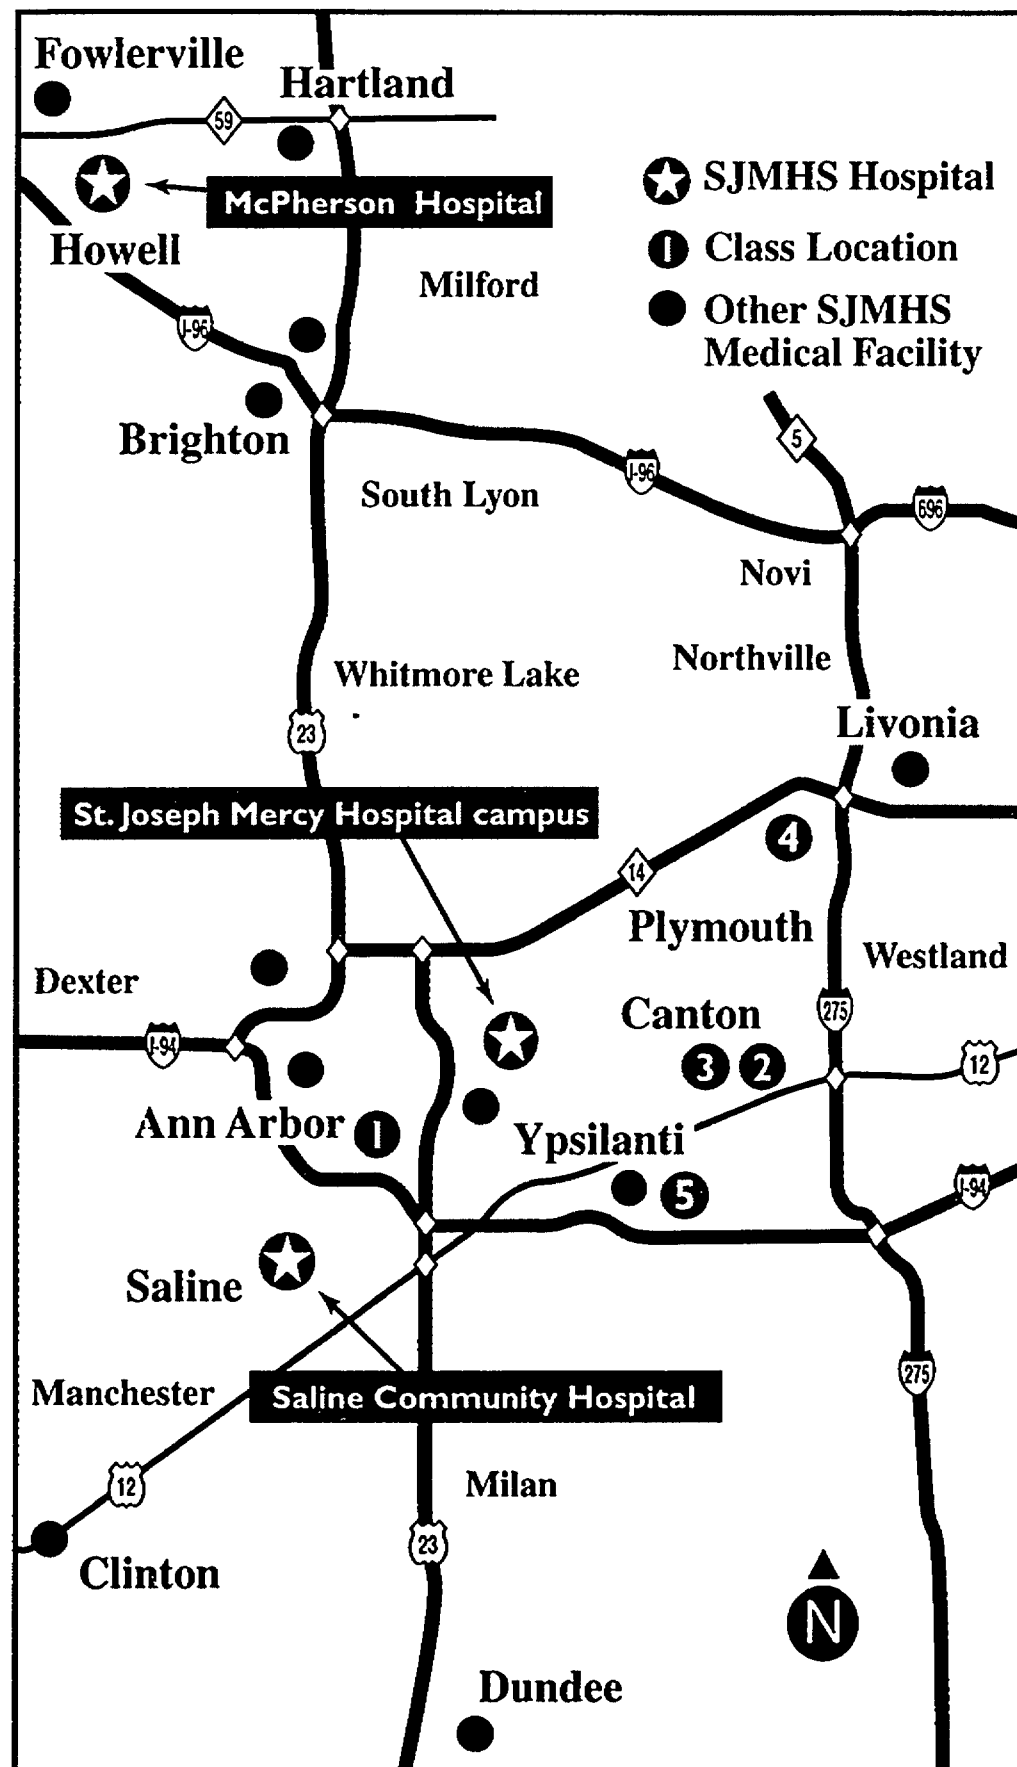 Fowlerville
Hartland
59
McPherson Hospital
Howell
Milford
SJMHS Hospital
1 Class Location
Other SJMHS
Medical Facility
I-96
Brighton
5
I-96
South Lyon
696
Novi
Northville
Whitmore Lake
23
Livonia
St. Joseph Mercy Hospital campus
4
14
Plymouth
Westland
Dexter
Canton
275
I-94
3 2
12
Ann Arbor 1
Ypsilanti
5
I-94
Saline
275
Manchester
Saline Community Hospital
12
Milan
23
Clinton
N
Dundee